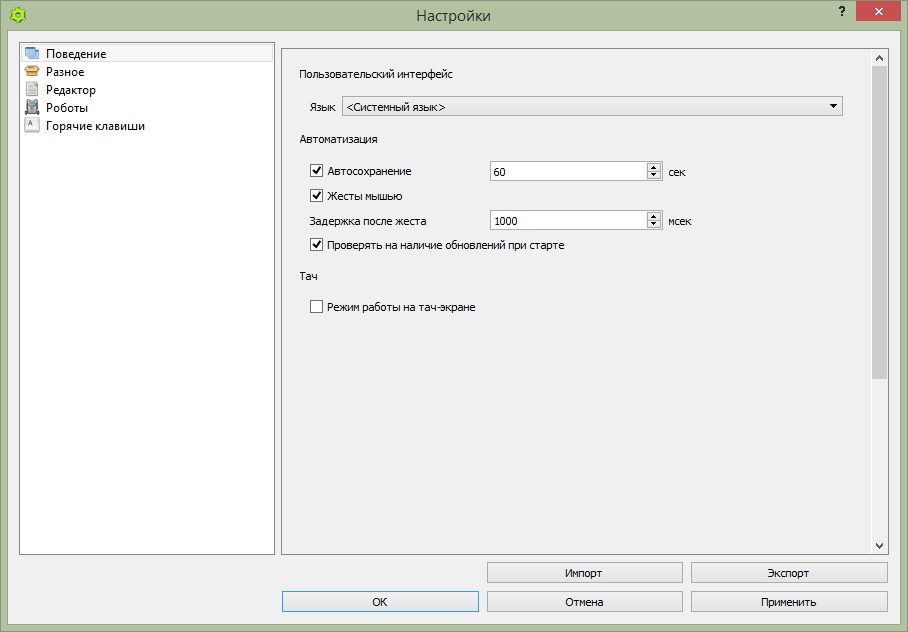 Настройки
?
Поведение
Разное
Редактор
Роботы
A Горячие клавиши
Пользовательский интерфейс
Язык <Системный язык>
Автоматизация
Автосохранение 60 сек
Жесты мышью
Задержка после жеста 1000 мсек
Проверять на наличие обновлений при старте
Тач
Режим работы на тач-экране
Импорт Экспорт
OK Отмена Применить